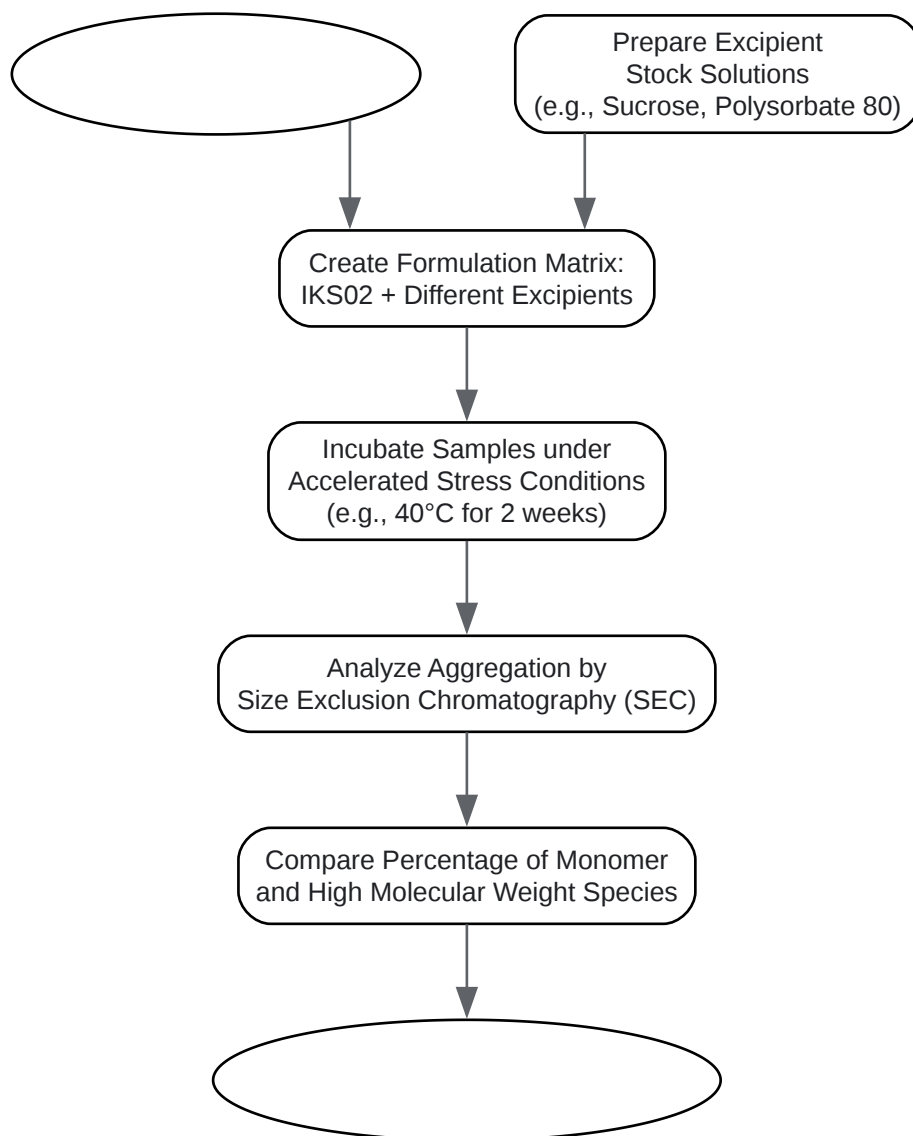 Prepare Excipient
Stock Solutions
(e.g., Sucrose, Polysorbate 80)
Create Formulation Matrix:
IKS02 + Different Excipients
Incubate Samples under
Accelerated Stress Conditions
(e.g., 40°C for 2 weeks)
Analyze Aggregation by
Size Exclusion Chromatography (SEC)
Compare Percentage of Monomer
and High Molecular Weight Species